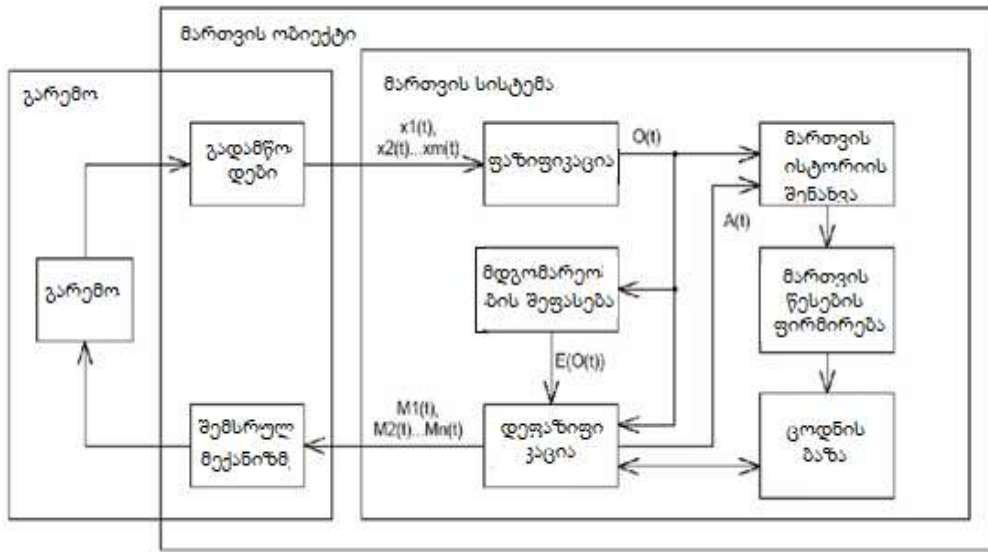 მართვის ობიექტი
გარემო
მართვის სისტემა
გადამწო
დები
x1(t),
x2(t)...xm(t)
ფაზიფიკაცია
O(t)
მართვის
ისტორიის
შენახვა
A(t)
გარემო
მდგომარეო
ბის შეფასება
მართვის
წესების
ფირმირება
E(O(t))
შემსრულ
მექანიზმ
M1(t),
M2(t)...Mn(t)
დეფაზიფი
კაცია
ცოდნის
ბაზა